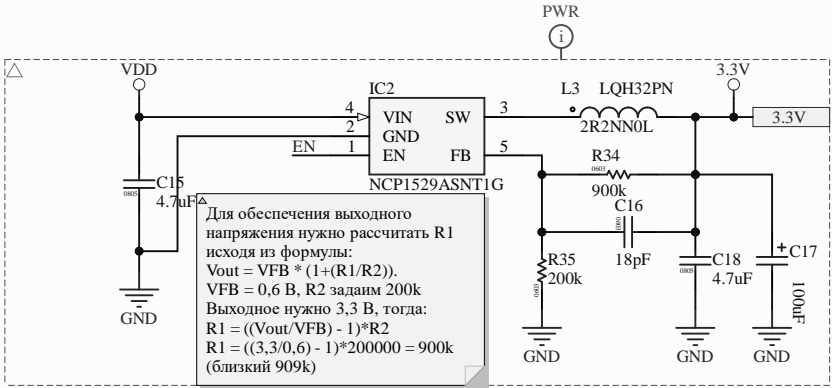 PWR
i
VDD
IC2
L3 LQH32PN
3.3V
4 VIN SW 3
2 GND
EN 1 EN FB 5
2R2NN0L
3.3V
NCP1529ASNT1G
R34
0603
900k
C15
0805
4.7uF
C16
0603
18pF
R35
0603
200k
C18
0805
4.7uF
+ C17
100uF
GND
GND
GND
GND
Для обеспечения выходного
напряжения нужно рассчитать R1
исходя из формулы:
Vout = VFB * (1+(R1/R2)).
VFB = 0,6 В, R2 задаим 200k
Выходное нужно 3,3 В, тогда:
R1 = ((Vout/VFB) - 1)*R2
R1 = ((3,3/0,6) - 1)*200000 = 900k
(близкий 909k)